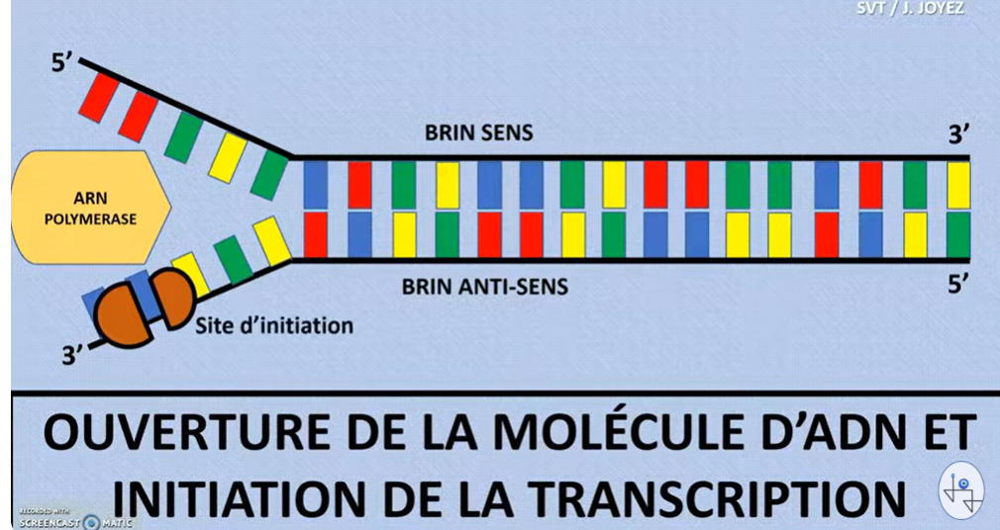 SVT / J. JOYEZ
5'
BRIN SENS
3'
ARN
POLYMERASE
BRIN ANTI-SENS
5'
Site d'initiation
3'
OUVERTURE DE LA MOLÉCULE D'ADN ET
INITIATION DE LA TRANSCRIPTION
RECORDED WITH
SCREENCAST MATIC